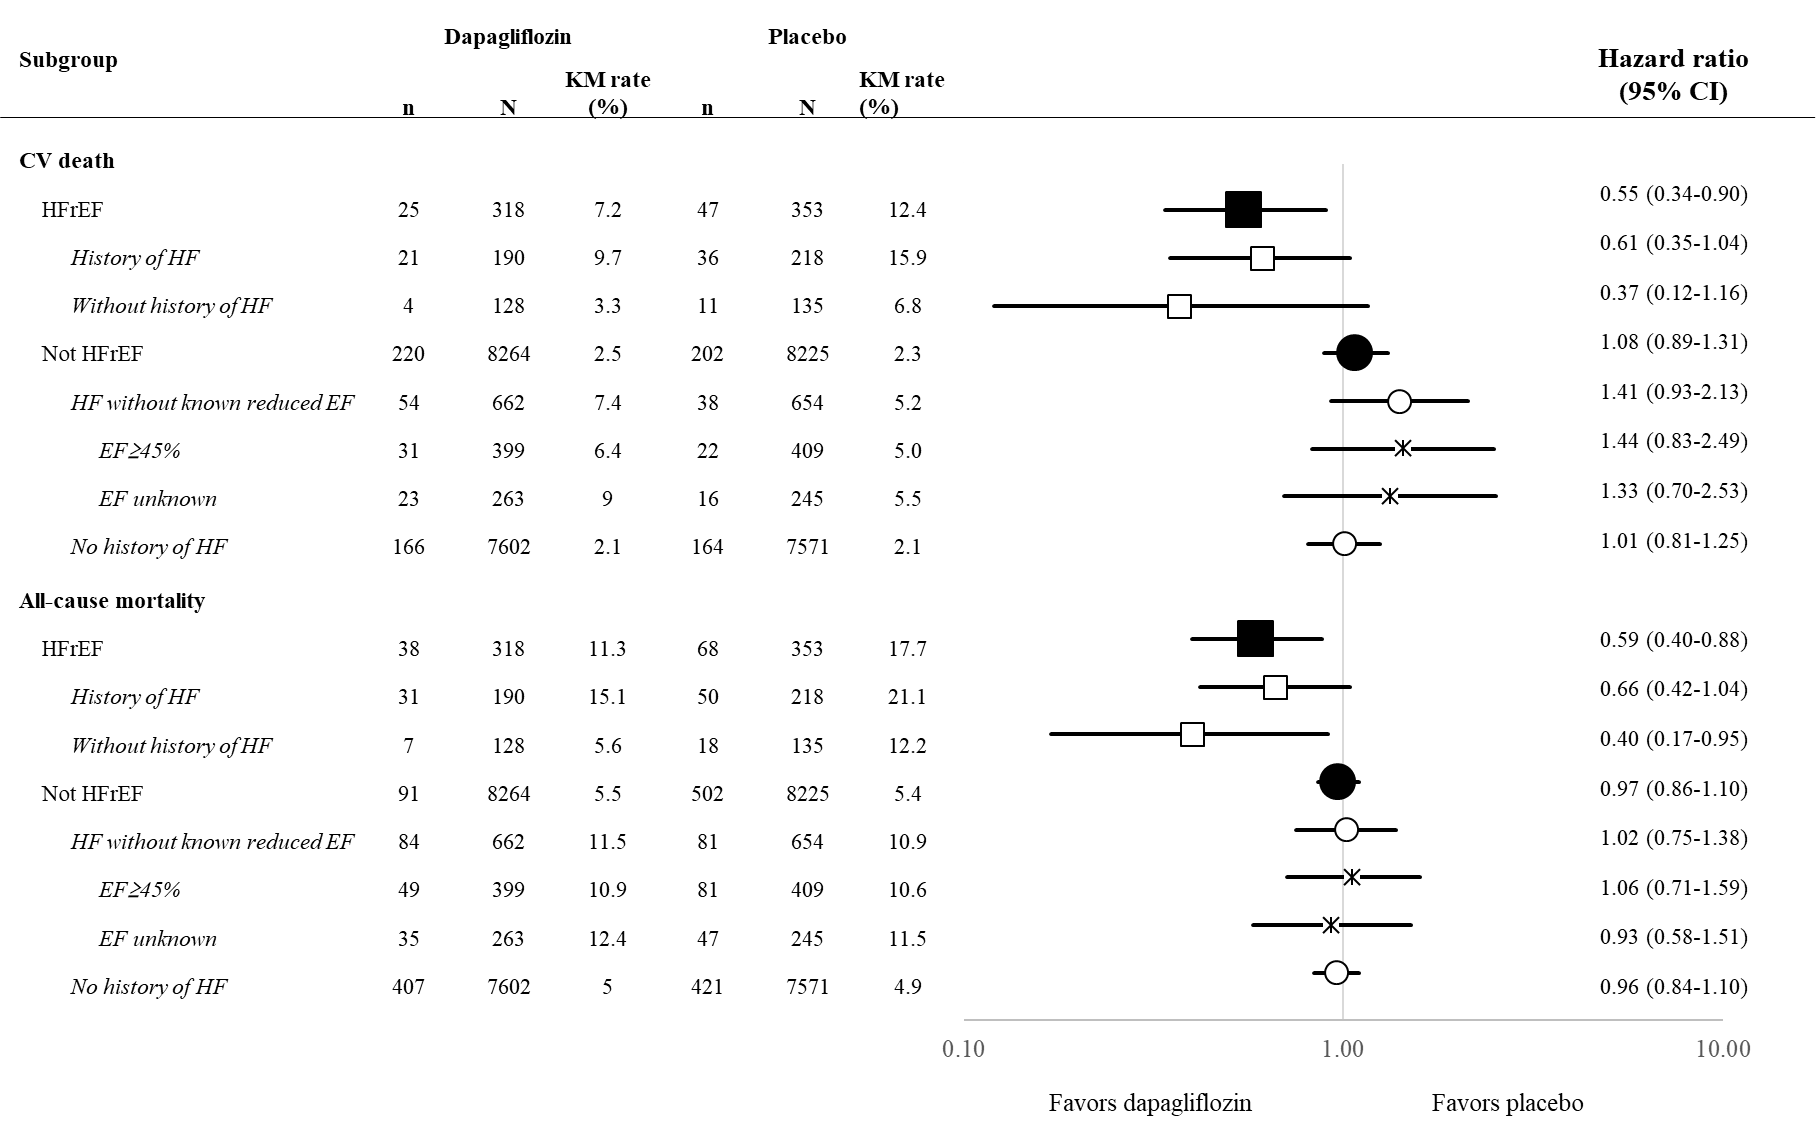 Dapagliflozin Placebo
Subgroup Hazard ratio
(95% CI)
KM rate KM rate
n N (%) n N (%)
CV death
HFrEF 25 318 7.2 47 353 12.4 0.55 (0.34-0.90)
History of HF 21 190 9.7 36 218 15.9 0.61 (0.35-1.04)
Without history of HF 4 128 3.3 11 135 6.8 0.37 (0.12-1.16)
Not HFrEF 220 8264 2.5 202 8225 2.3 1.08 (0.89-1.31)
HF without known reduced EF 54 662 7.4 38 654 5.2 1.41 (0.93-2.13)
EF≥45% 31 399 6.4 22 409 5.0 1.44 (0.83-2.49)
EF unknown 23 263 9 16 245 5.5 1.33 (0.70-2.53)
No history of HF 166 7602 2.1 164 7571 2.1 1.01 (0.81-1.25)
All-cause mortality
HFrEF 38 318 11.3 68 353 17.7 0.59 (0.40-0.88)
History of HF 31 190 15.1 50 218 21.1 0.66 (0.42-1.04)
Without history of HF 7 128 5.6 18 135 12.2 0.40 (0.17-0.95)
Not HFrEF 91 8264 5.5 502 8225 5.4 0.97 (0.86-1.10)
HF without known reduced EF 84 662 11.5 81 654 10.9 1.02 (0.75-1.38)
EF≥45% 49 399 10.9 81 409 10.6 1.06 (0.71-1.59)
EF unknown 35 263 12.4 47 245 11.5 0.93 (0.58-1.51)
No history of HF 407 7602 5 421 7571 4.9 0.96 (0.84-1.10)
0.10 1.00 10.00
Favors dapagliflozin Favors placebo